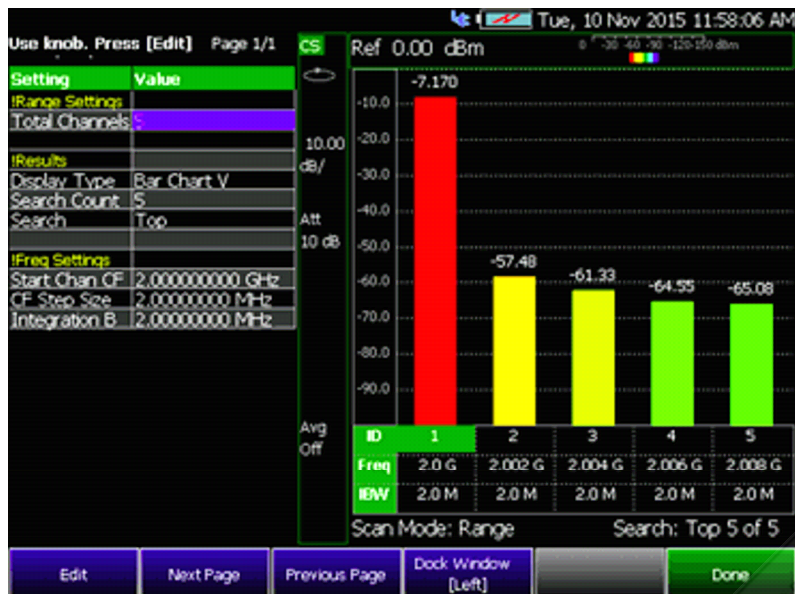 Tue, 10 Nov 2015 11:58:06 AM
Use knob. Press [Edit] Page 1/1
CS
Ref 0.00 dBm
0 -30 -60 -90 -120-150 dBm
Setting Value
!Range Settings
Total Channels 5
!Results
Display Type Bar Chart V
Search Count 5
Search Top
!Freq Settings
Start Chan CF 2.000000000 GHz
CF Step Size 2.00000000 MHz
Integration B 2.00000000 MHz
10.00
dB/
Att
10 dB
Avg
Off
-10.0
-20.0
-30.0
-40.0
-50.0
-60.0
-70.0
-80.0
-90.0
-7.170
-57.48
-61.33
-64.55
-65.08
ID 1 2 3 4 5
Freq 2.0 G 2.002 G 2.004 G 2.006 G 2.008 G
IBW 2.0 M 2.0 M 2.0 M 2.0 M 2.0 M
Scan Mode: Range Search: Top 5 of 5
Edit
Next Page
Previous Page
Dock Window
[Left]
Done